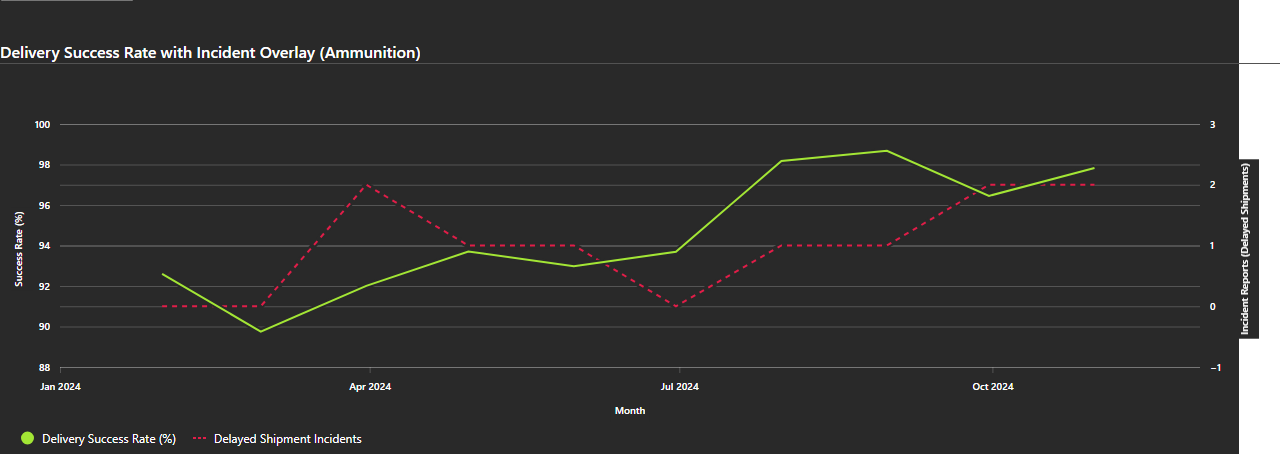 Delivery Success Rate with Incident Overlay (Ammunition)
100
98
96
94
92
90
88
Success Rate (%)
3
2
1
0
−1
Incident Reports (Delayed Shipments)
Jan 2024
Apr 2024
Jul 2024
Oct 2024
Month
Delivery Success Rate (%)
Delayed Shipment Incidents